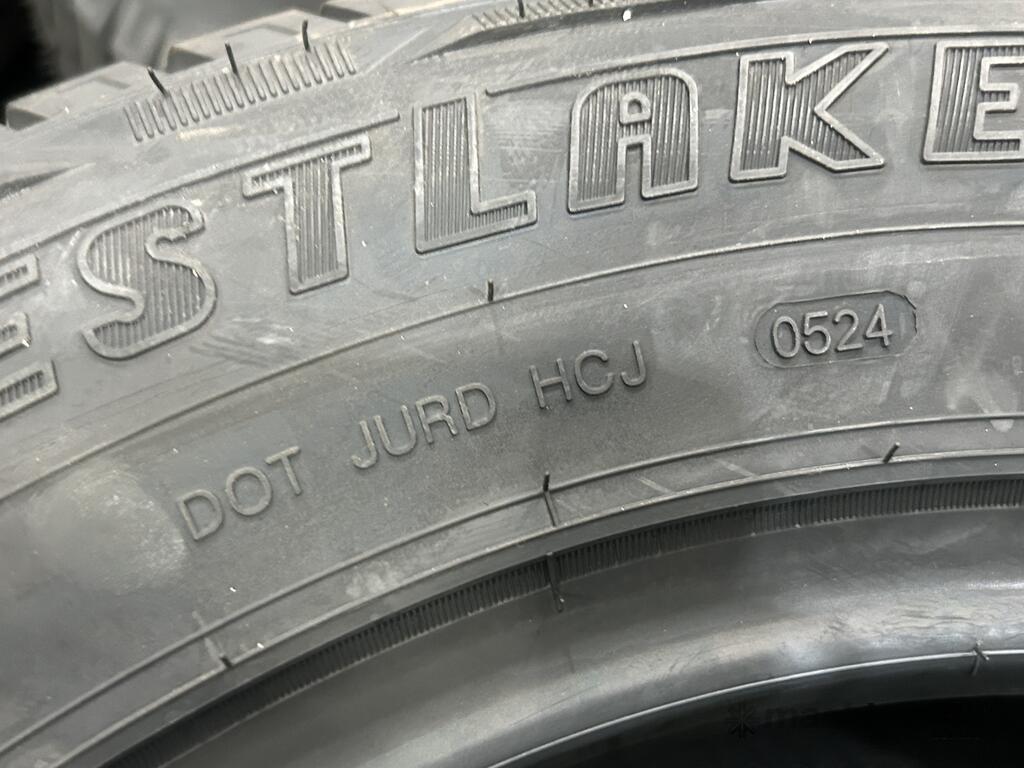 ESTLAKE
DOT JURD HCJ 0524